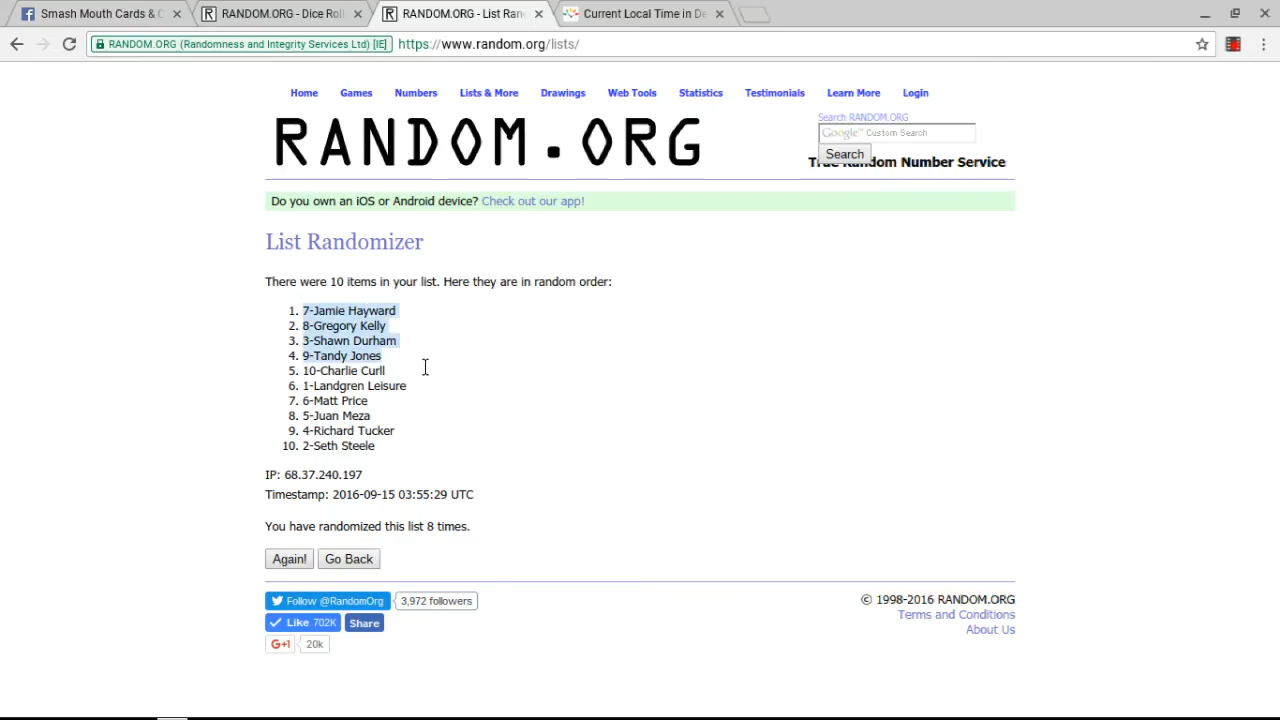 Smash Mouth Cards & C
RANDOM.ORG - Dice Roll
RANDOM.ORG - List Ran
Current Local Time in De
RANDOM.ORG (Randomness and Integrity Services Ltd) [IE]
https://www.random.org/lists/
Home Games Numbers Lists & More Drawings Web Tools Statistics Testimonials Learn More Login
RANDOM.ORG
Search RANDOM.ORG
Google™ Custom Search
Search
True Random Number Service
Do you own an iOS or Android device? Check out our app!
List Randomizer
There were 10 items in your list. Here they are in random order:
1. 7-Jamie Hayward
2. 8-Gregory Kelly
3. 3-Shawn Durham
4. 9-Tandy Jones
5. 10-Charlie Curll
6. 1-Landgren Leisure
7. 6-Matt Price
8. 5-Juan Meza
9. 4-Richard Tucker
10. 2-Seth Steele
IP: 68.37.240.197
Timestamp: 2016-09-15 03:55:29 UTC
You have randomized this list 8 times.
Again! Go Back
Follow @RandomOrg 3,972 followers
Like 702K Share
G+1 20k
© 1998-2016 RANDOM.ORG
Terms and Conditions
About Us